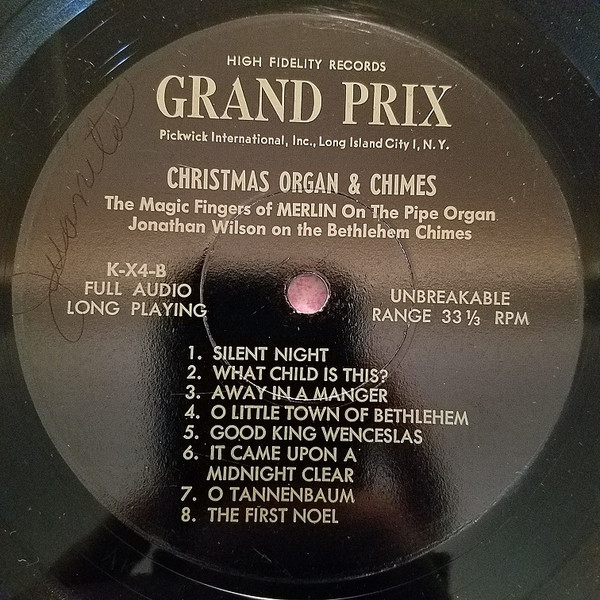 HIGH FIDELITY RECORDS
GRAND PRIX
Pickwick International, Inc., Long Island City 1, N. Y.
CHRISTMAS ORGAN & CHIMES
The Magic Fingers of MERLIN On The Pipe Organ
Jonathan Wilson on the Bethlehem Chimes
Juanita
K-X4-B
FULL AUDIO
LONG PLAYING
UNBREAKABLE
RANGE 33 1/3 RPM
1. SILENT NIGHT
2. WHAT CHILD IS THIS?
3. AWAY IN A MANGER
4. O LITTLE TOWN OF BETHLEHEM
5. GOOD KING WENCESLAS
6. IT CAME UPON A
MIDNIGHT CLEAR
7. O TANNENBAUM
8. THE FIRST NOEL